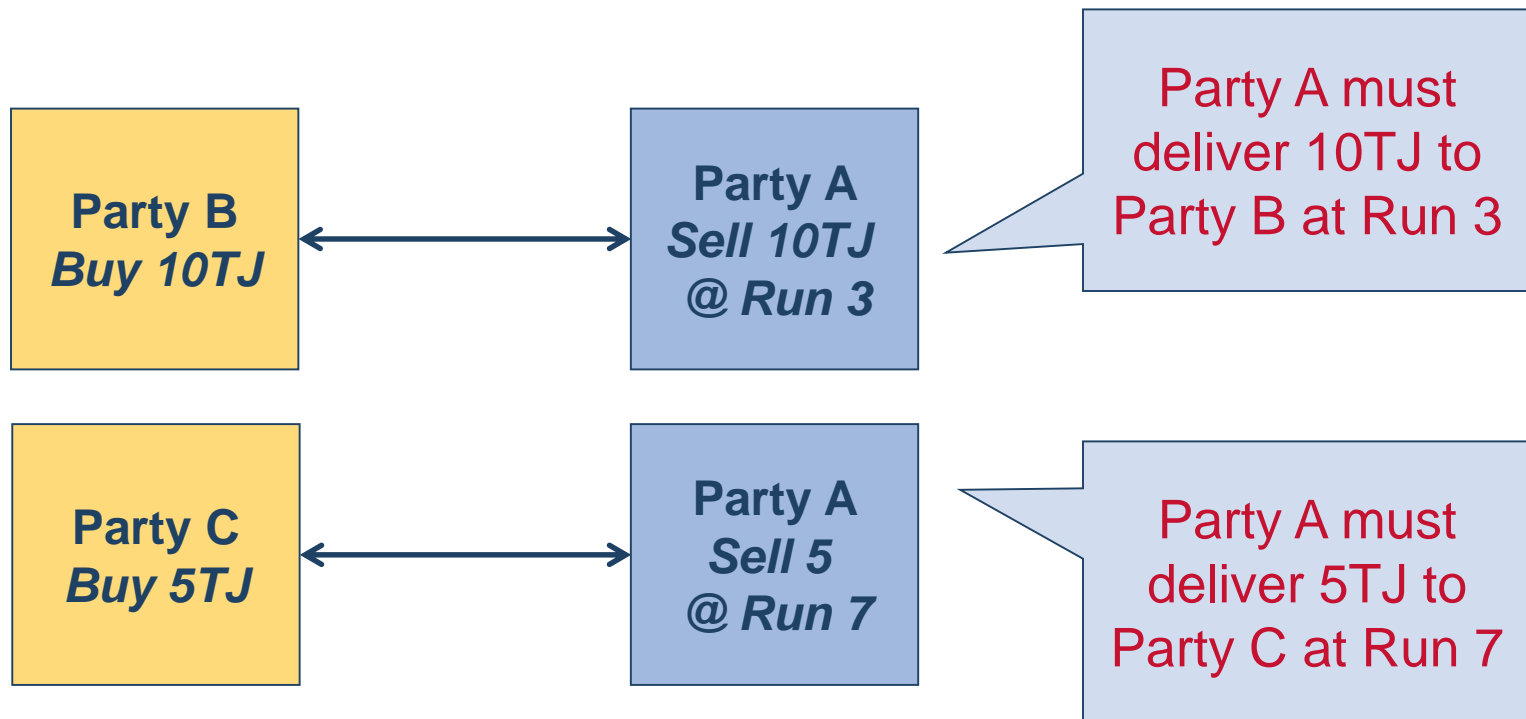 Party B
Buy 10TJ
Party A
Sell 10TJ
@ Run 3
Party A must
deliver 10TJ to
Party B at Run 3
Party C
Buy 5TJ
Party A
Sell 5
@ Run 7
Party A must
deliver 5TJ to
Party C at Run 7